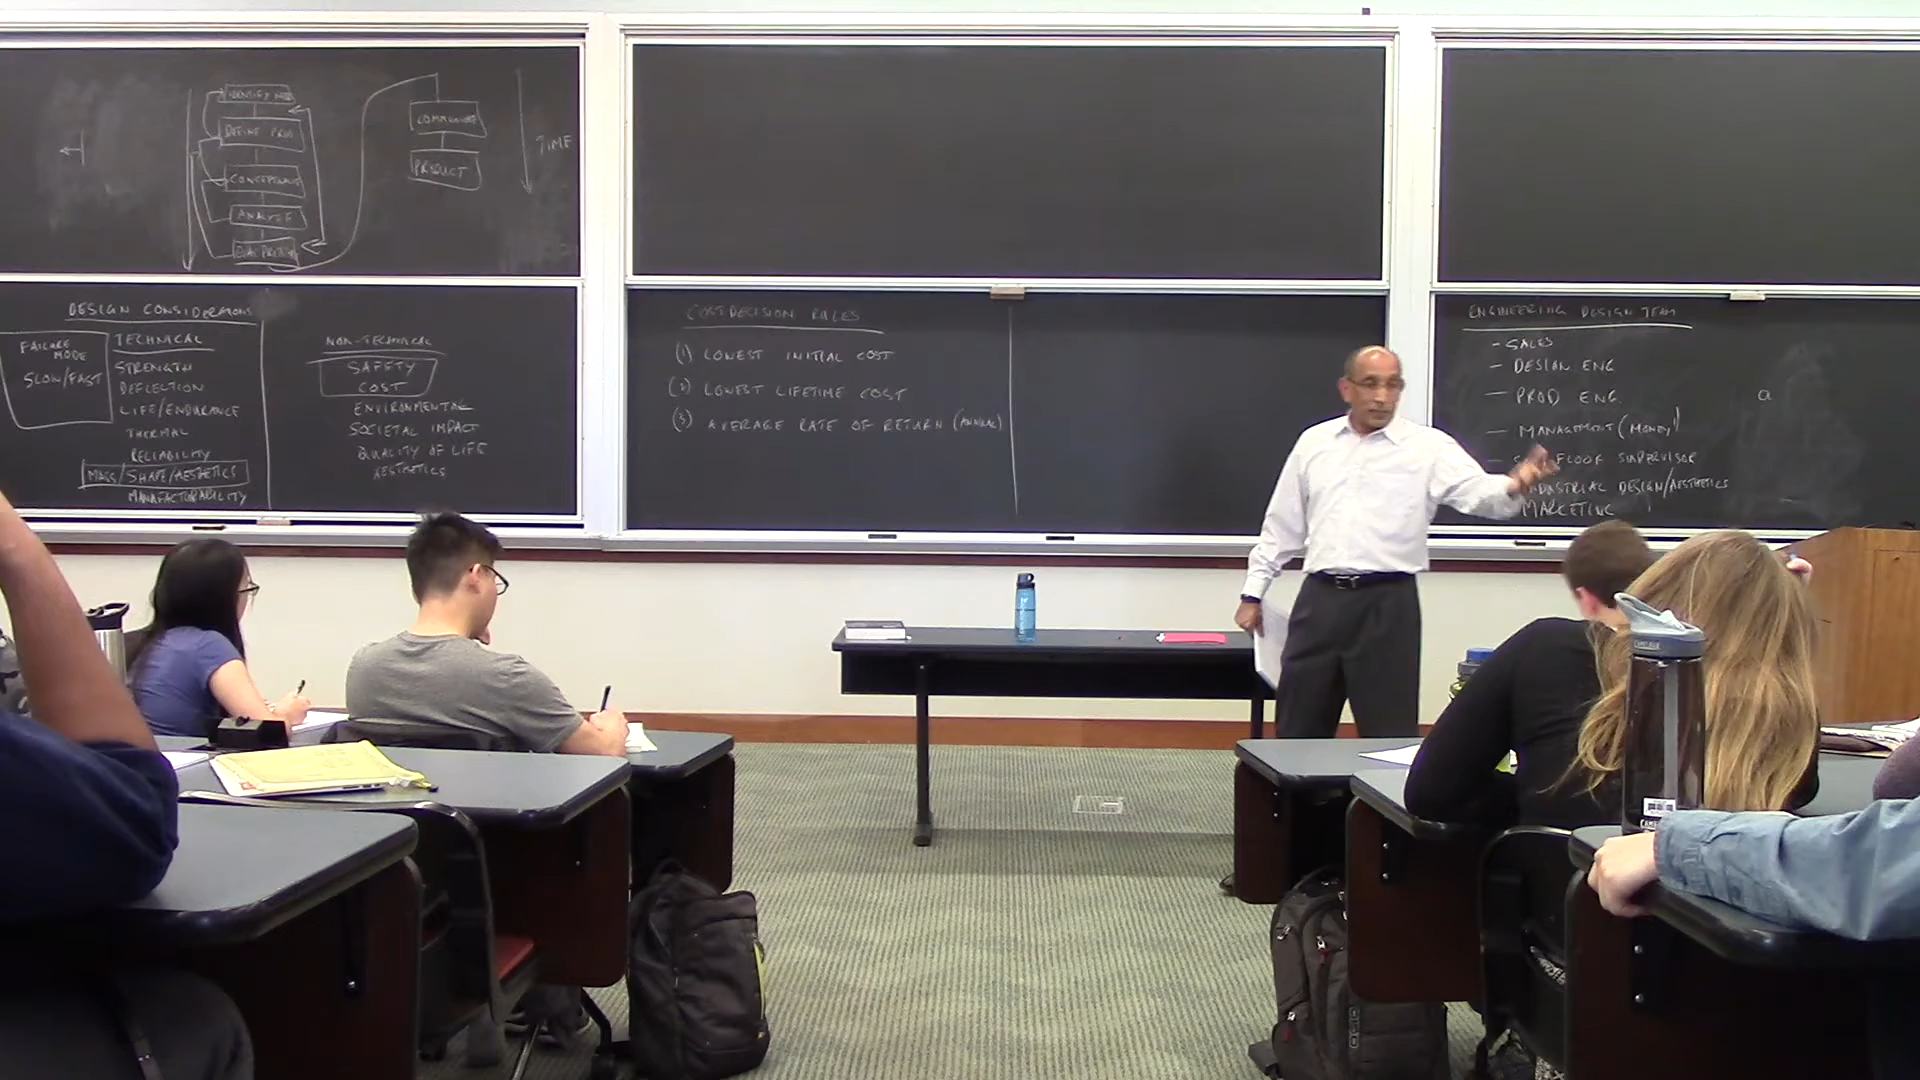 IDENTIFY
DEFINE PROB
CONCEPTUALIZE
ANALYZE
COMMUNICATE
PRODUCT
TIME
DESIGN CONSIDERATIONS
FAILURE
MODE
SLOW/FAST
TECHNICAL
STRENGTH
DEFLECTION
LIFE/ENDURANCE
THERMAL
RELIABILITY
MASS/SHAPE/AESTHETICS
MANUFACTURABILITY
NON-TECHNICAL
SAFETY
COST
ENVIRONMENTAL
SOCIETAL IMPACT
QUALITY OF LIFE
AESTHETICS
COST DECISION RULES
(1) LOWEST INITIAL COST
(2) LOWEST LIFETIME COST
(3) AVERAGE RATE OF RETURN (ANNUAL)
ENGINEERING DESIGN TEAM
- SALES
- DESIGN ENG
- PROD ENG.
- MANAGEMENT (MONEY)
- FLOOR SUPERVISOR
INDUSTRIAL DESIGN/AESTHETICS
MARKETING
a